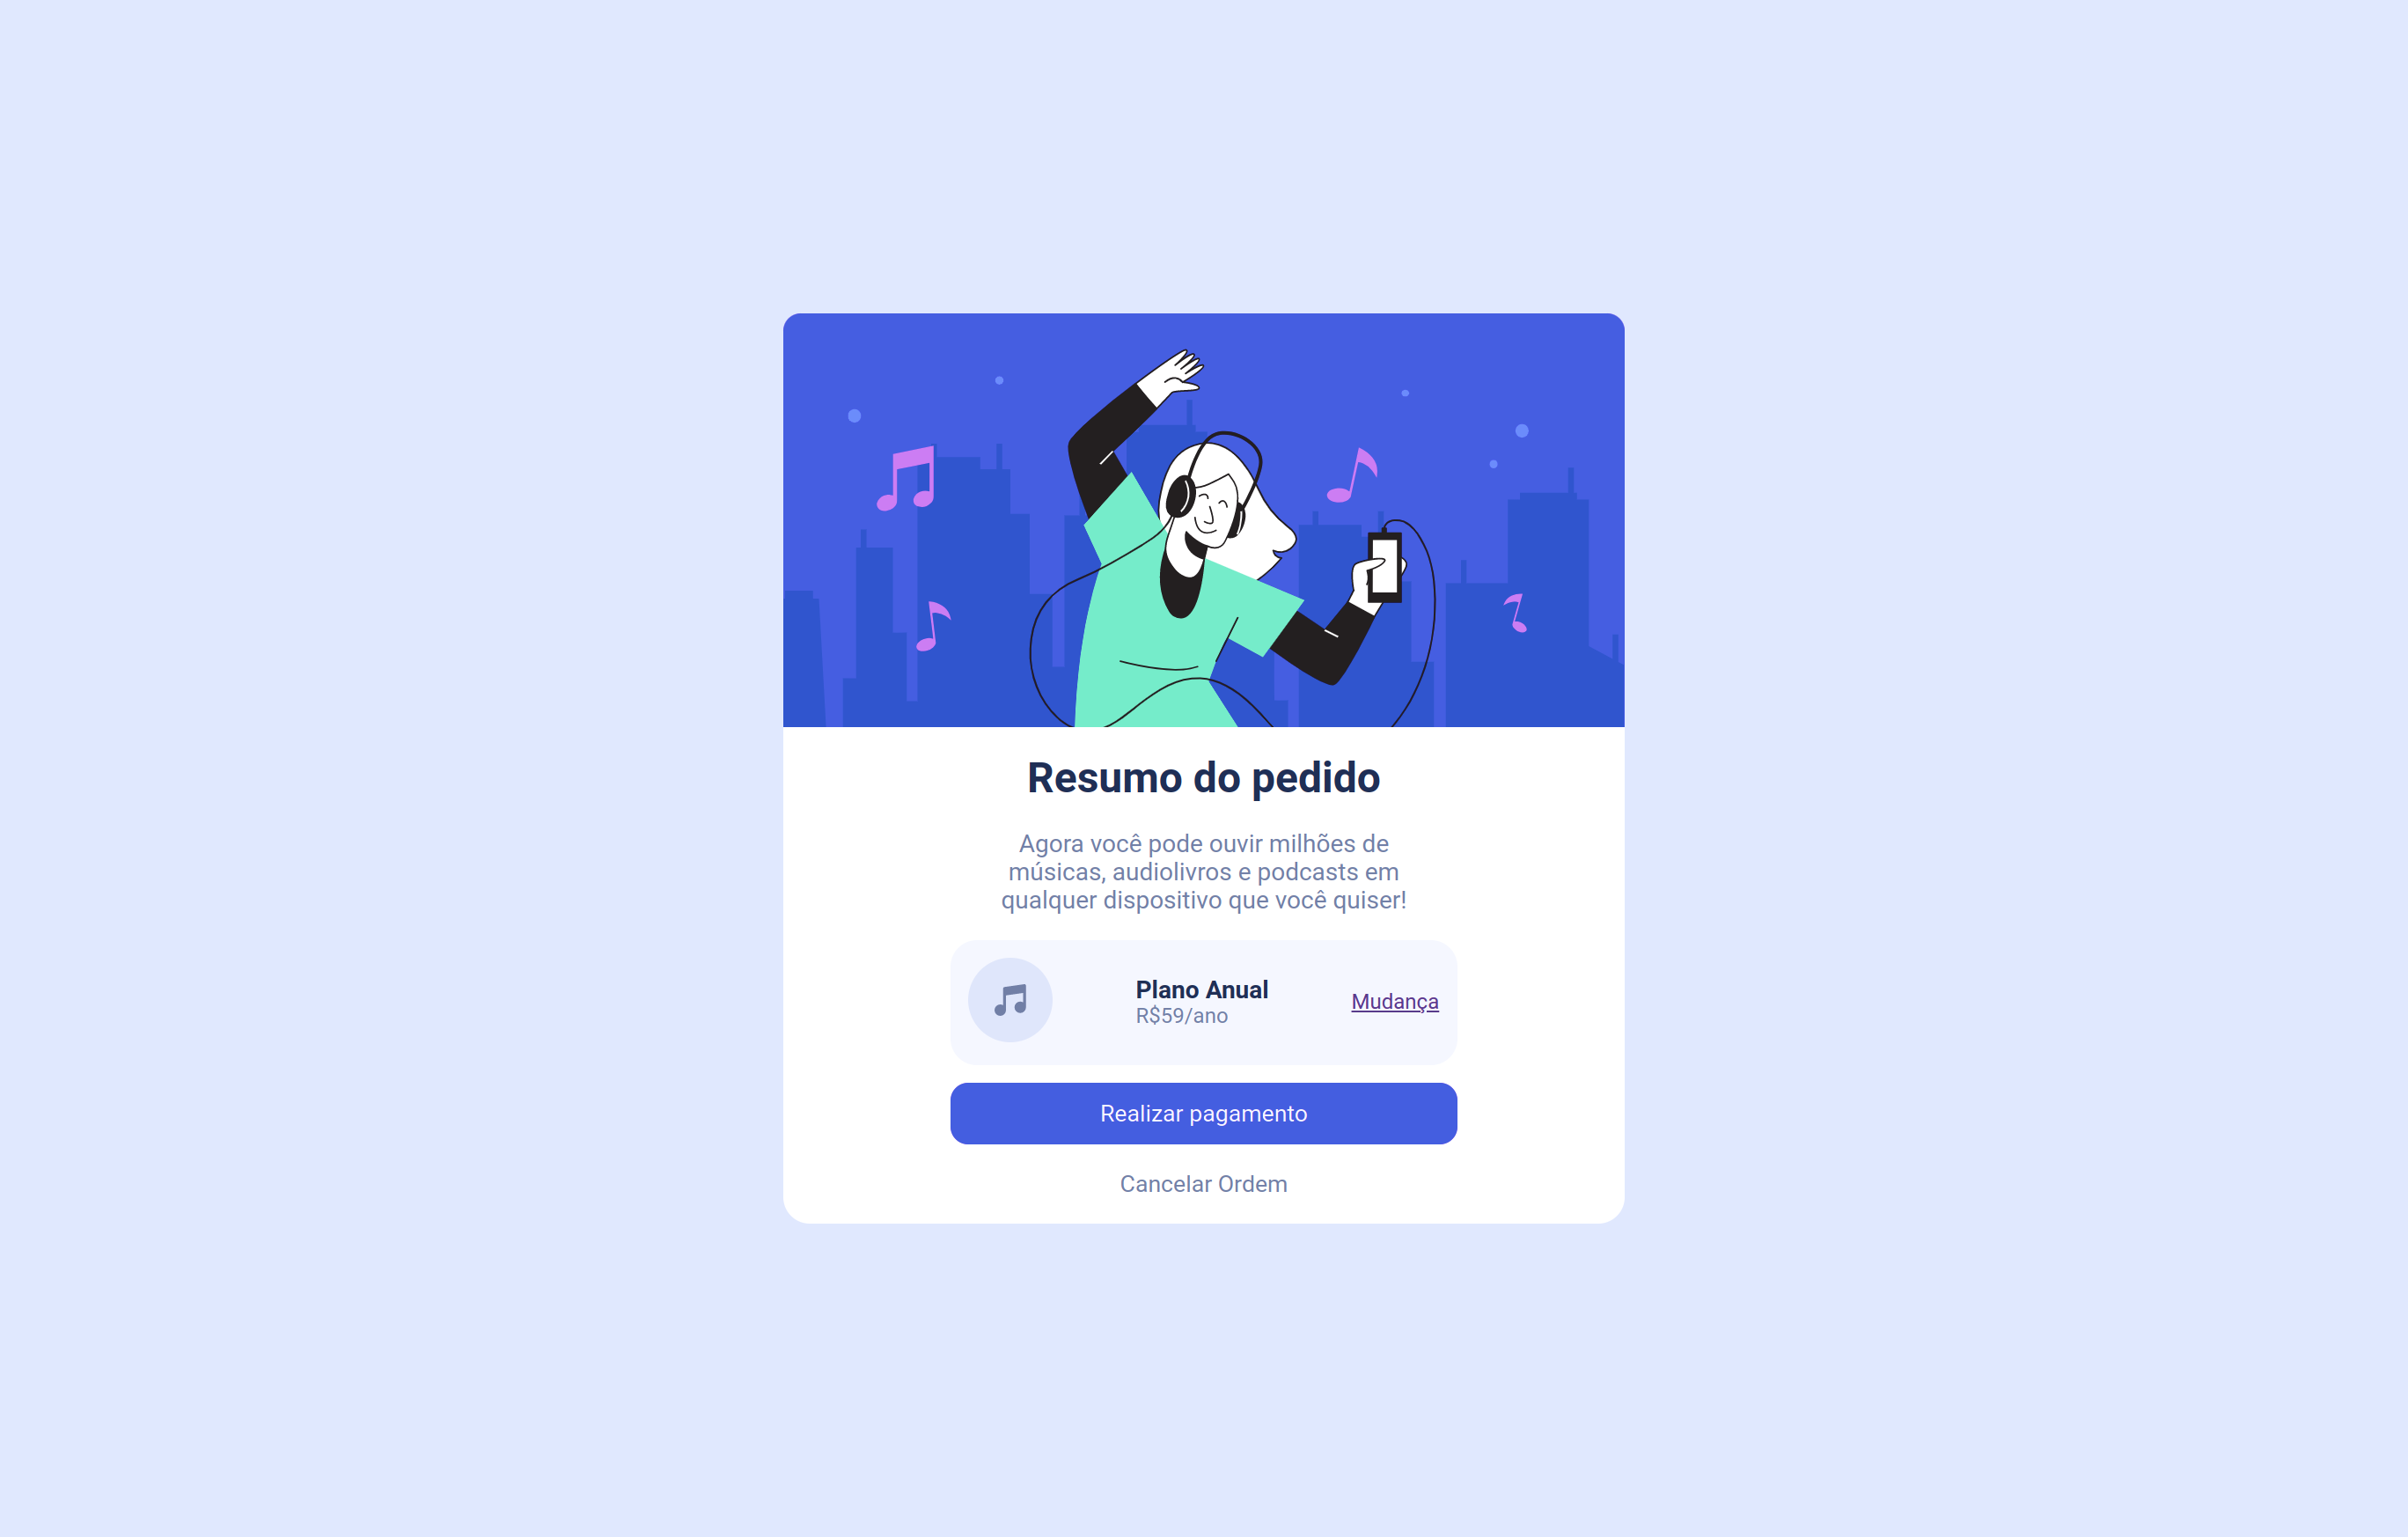 Resumo do pedido
Agora você pode ouvir milhões de
músicas, audiolivros e podcasts em
qualquer dispositivo que você quiser!
Plano Anual
R$59/ano
Mudança
Realizar pagamento
Cancelar Ordem